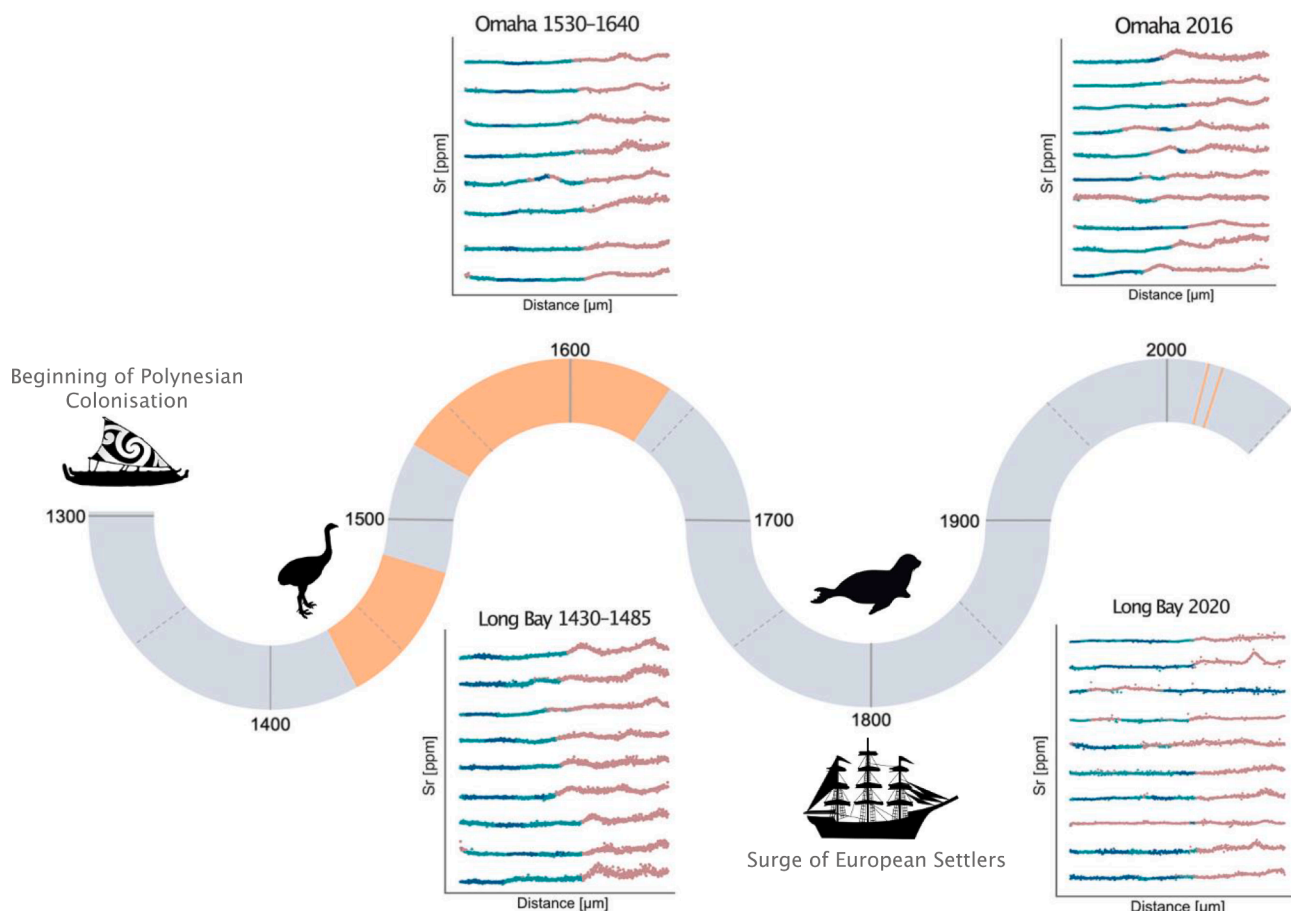 Omaha 1530–1640
Sr [ppm]
Distance [µm]
Omaha 2016
Sr [ppm]
Distance [µm]
Beginning of Polynesian
Colonisation
1300
1400
1500
1600
1700
1800
1900
2000
Long Bay 1430–1485
Sr [ppm]
Distance [µm]
Surge of European Settlers
Long Bay 2020
Sr [ppm]
Distance [µm]